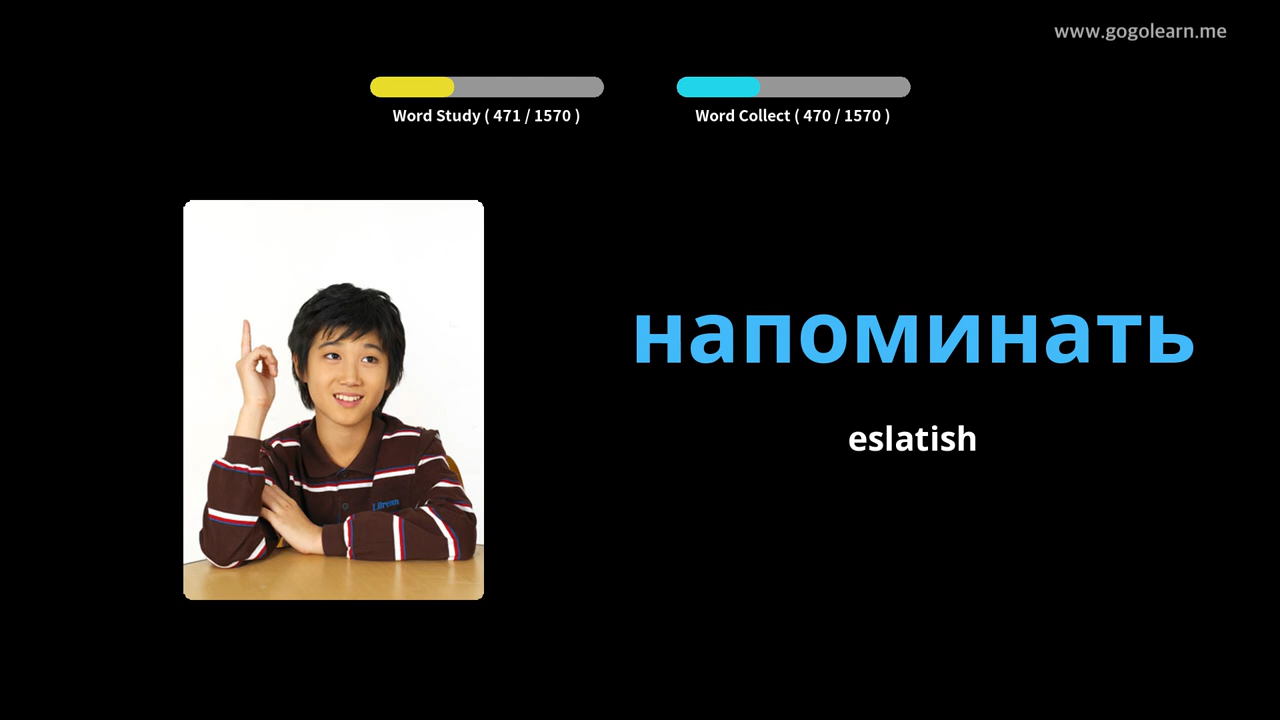 www.gogolearn.me
Word Study ( 471 / 1570 )
Word Collect ( 470 / 1570 )
напоминать
eslatish